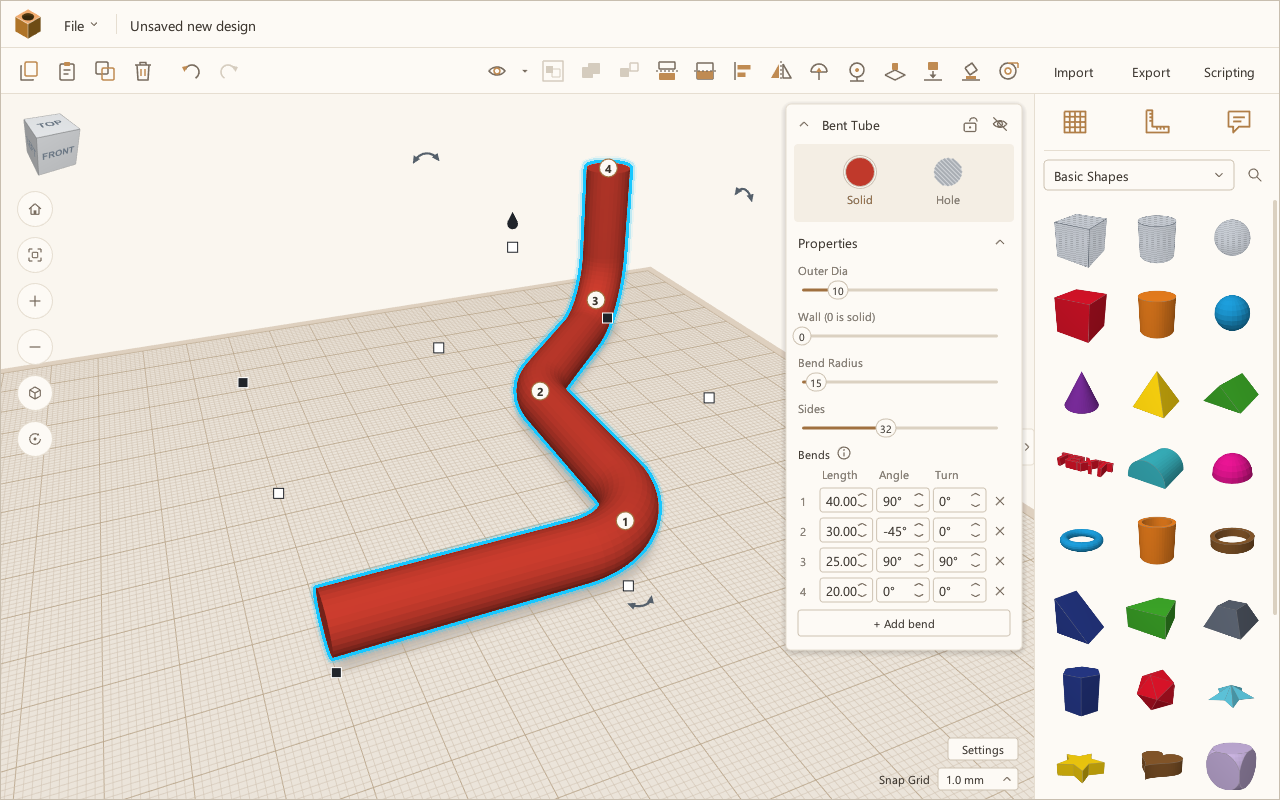 File
Unsaved new design
Import
Export
Scripting
TOP
FRONT
4
3
2
1
Bent Tube
Solid
Hole
Properties
Outer Dia
10
Wall (0 is solid)
0
Bend Radius
15
Sides
32
Bends
Length Angle Turn
1 40.00 90° 0°
2 30.00 -45° 0°
3 25.00 90° 90°
4 20.00 0° 0°
+ Add bend
Settings
Snap Grid 1.0 mm
Basic Shapes